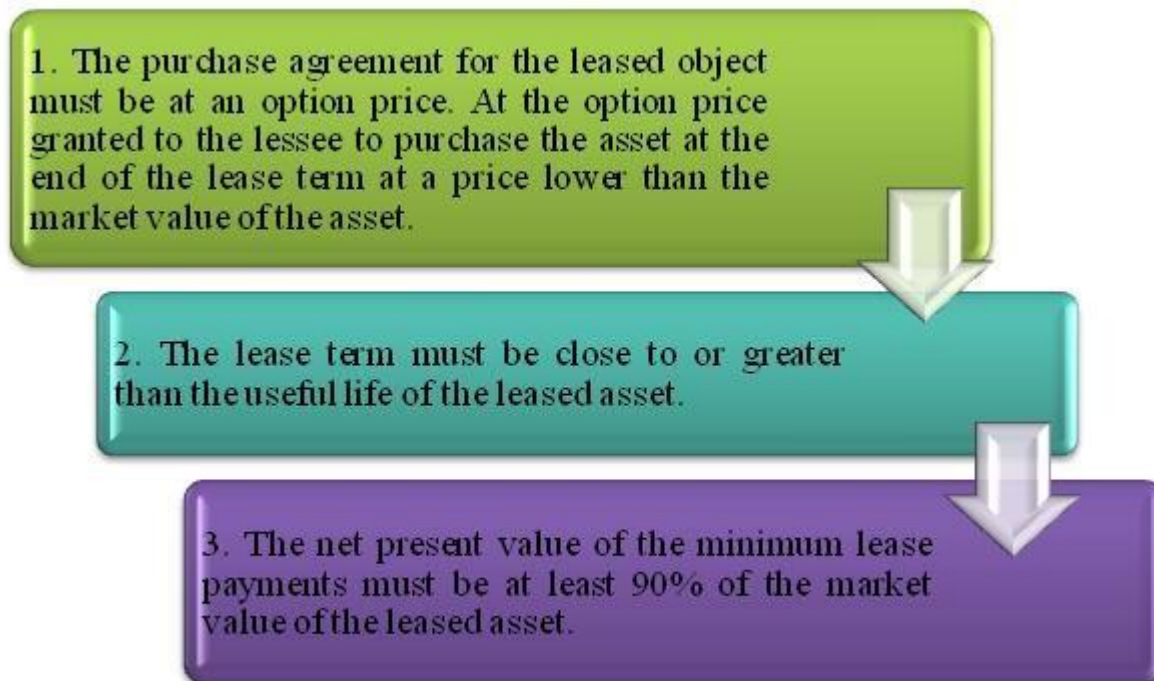 1. The purchase agreement for the leased object
must be at an option price. At the option price
granted to the lessee to purchase the asset at the
end of the lease term at a price lower than the
market value of the asset.
2. The lease term must be close to or greater
than the useful life of the leased asset.
3. The net present value of the minimum lease
payments must be at least 90% of the market
value of the leased asset.